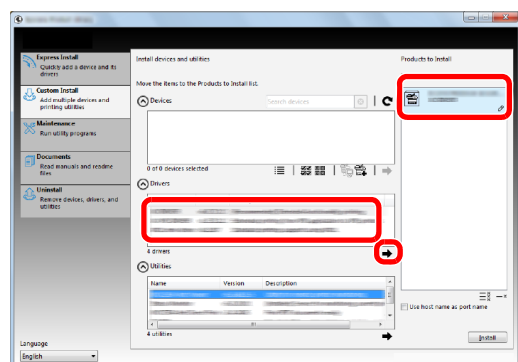 Express Install
Quickly add a device and its
drivers
Custom Install
Add multiple devices and
printing utilities
Maintenance
Run utility programs
Documents
Read manuals and readme
files
Uninstall
Remove devices, drivers, and
utilities
Language
English
Install devices and utilities
Move the items to the Products to Install list.
Devices
Search devices
0 of 0 devices selected
Drivers
4 drivers
Utilities
Name Version Description
4 utilities
Products to Install
Use host name as port name
Install